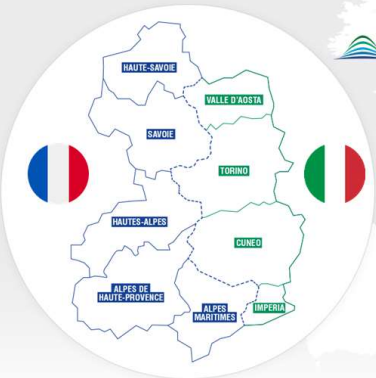 HAUTE-SAVOIE
VALLE D'AOSTA
SAVOIE
TORINO
HAUTES-ALPES
CUNEO
ALPES DE
HAUTE-PROVENCE
ALPES
MARITIMES
IMPERIA